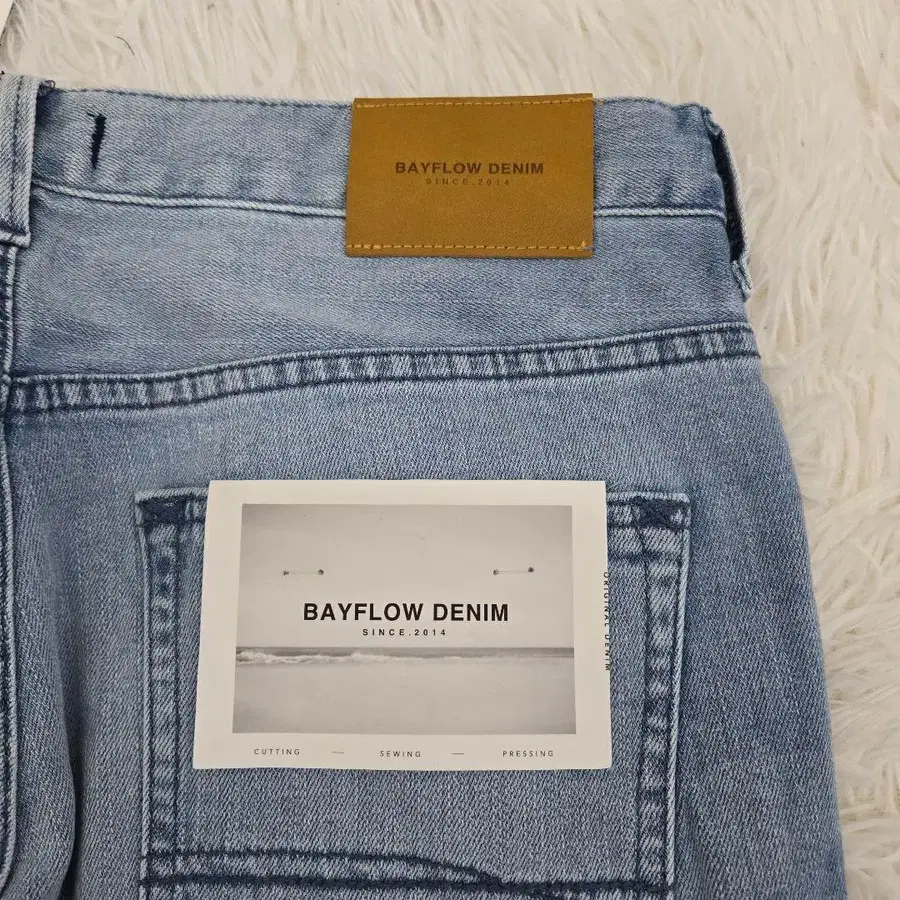 BAYFLOW DENIM
SINCE.2014
BAYFLOW DENIM
SINCE.2014
ORIGINAL DENIM
CUTTING — SEWING — PRESSING